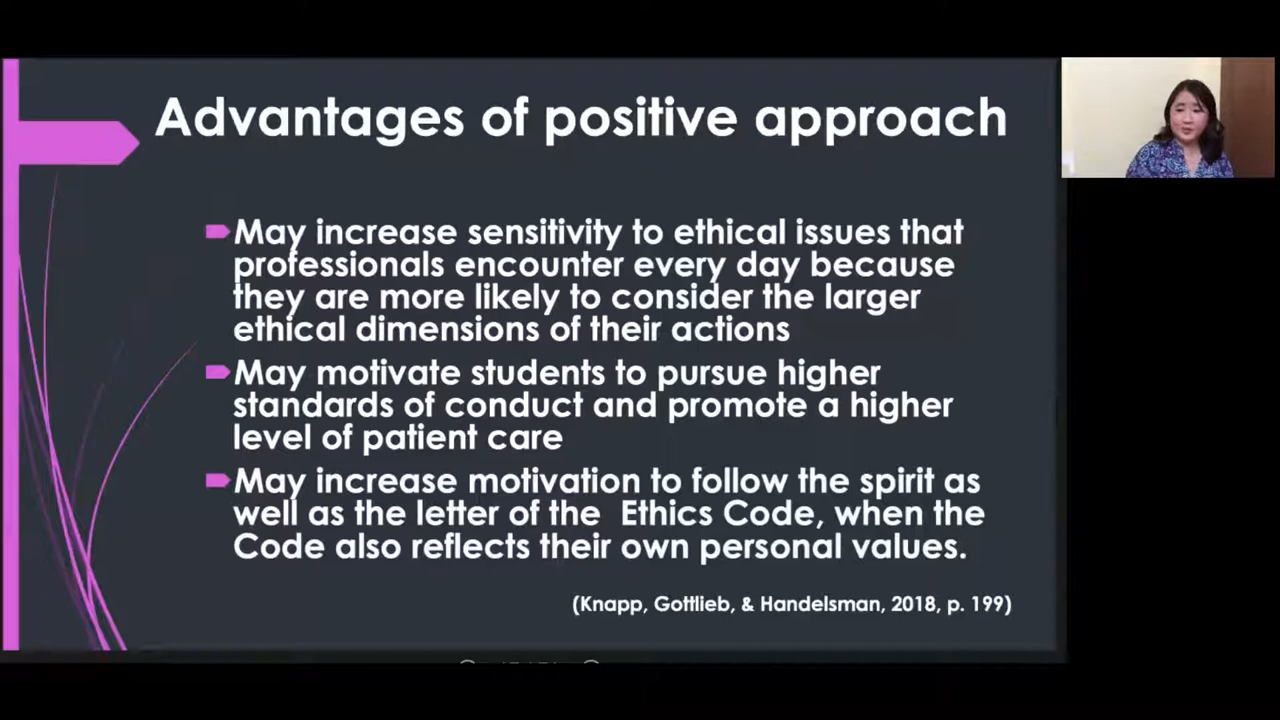 Advantages of positive approach
May increase sensitivity to ethical issues that
professionals encounter every day because
they are more likely to consider the larger
ethical dimensions of their actions
May motivate students to pursue higher
standards of conduct and promote a higher
level of patient care
May increase motivation to follow the spirit as
well as the letter of the Ethics Code, when the
Code also reflects their own personal values.
(Knapp, Gottlieb, & Handelsman, 2018, p. 199)